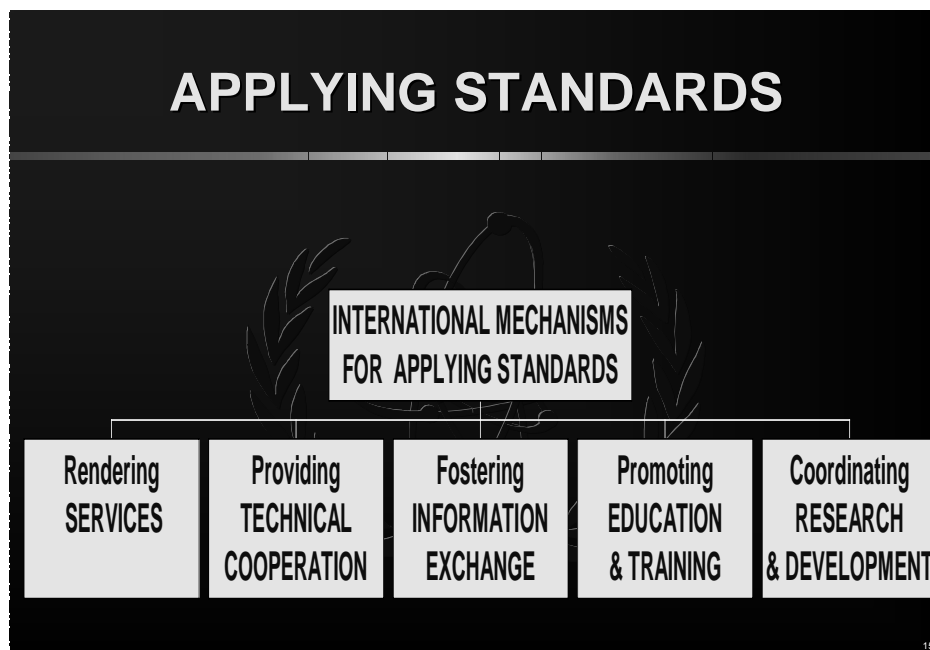 APPLYING STANDARDS
INTERNATIONAL MECHANISMS
FOR APPLYING STANDARDS
Rendering
SERVICES
Providing
TECHNICAL
COOPERATION
Fostering
INFORMATION
EXCHANGE
Promoting
EDUCATION
& TRAINING
Coordinating
RESEARCH
& DEVELOPMENT